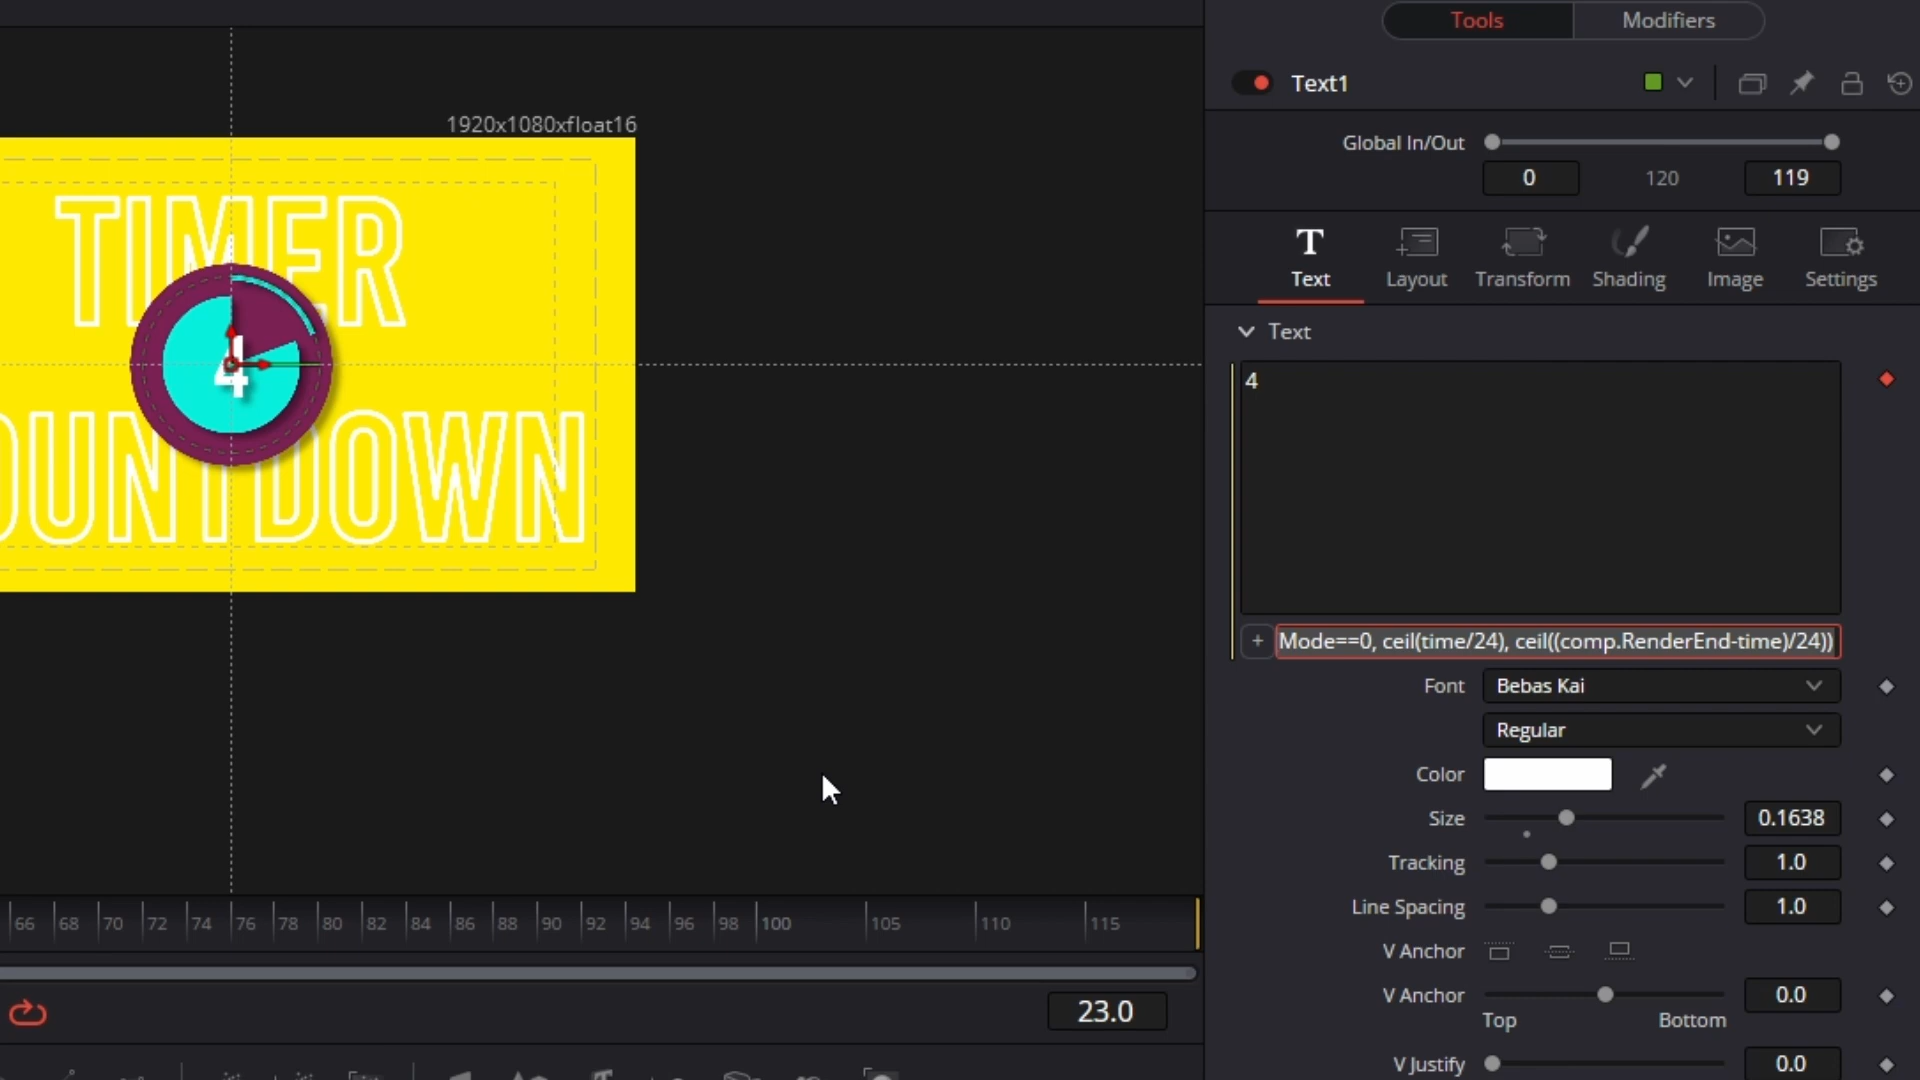 Tools
Modifiers
Text1
1920x1080xfloat16
Global In/Out
0
120
119
TIMER
4
OUNTDOWN
Text
Layout
Transform
Shading
Image
Settings
Text
4
+ Mode==0, ceil(time/24), ceil((comp.RenderEnd-time)/24))
Font
Bebas Kai
Regular
Color
Size
0.1638
Tracking
1.0
Line Spacing
1.0
V Anchor
V Anchor
0.0
Top
Bottom
V Justify
0.0
66 68 70 72 74 76 78 80 82 84 86 88 90 92 94 96 98 100 105 110 115
23.0